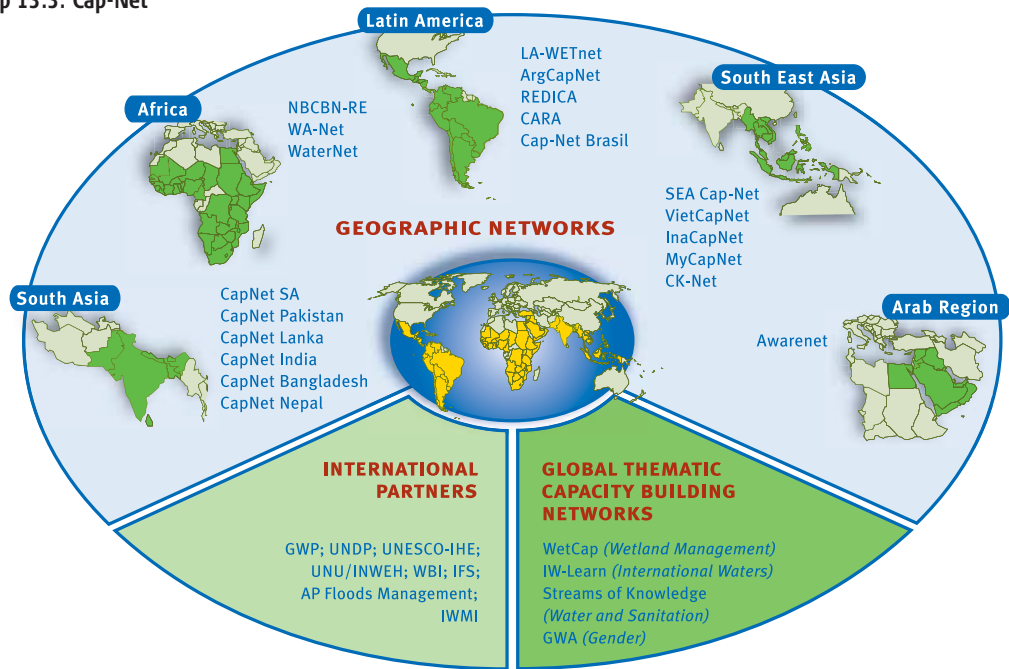 Cap-Net
Latin America
LA-WETnet
ArgCapNet
REDICA
CARA
Cap-Net Brasil
South East Asia
SEA Cap-Net
VietCapNet
InaCapNet
MyCapNet
CK-Net
Africa
NBCBN-RE
WA-Net
WaterNet
GEOGRAPHIC NETWORKS
South Asia
CapNet SA
CapNet Pakistan
CapNet Lanka
CapNet India
CapNet Bangladesh
CapNet Nepal
Arab Region
Awarenet
INTERNATIONAL
PARTNERS
GWP; UNDP; UNESCO-IHE;
UNU/INWEH; WBI; IFS;
AP Floods Management;
IWMI
GLOBAL THEMATIC
CAPACITY BUILDING
NETWORKS
WetCap (Wetland Management)
IW-Learn (International Waters)
Streams of Knowledge
(Water and Sanitation)
GWA (Gender)